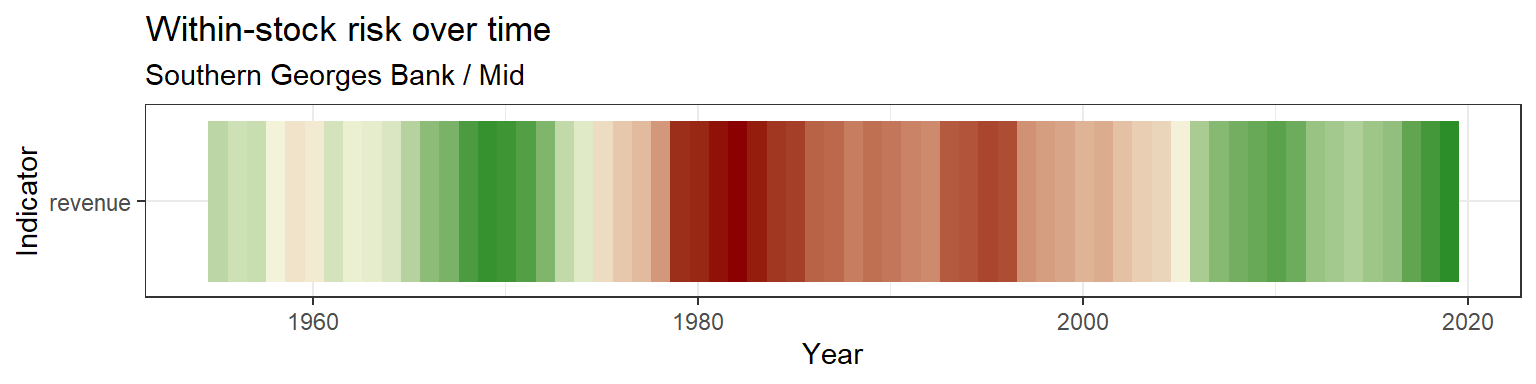 Within-stock risk over time
Southern Georges Bank / Mid
Indicator
revenue
1960 1980 2000 2020
Year